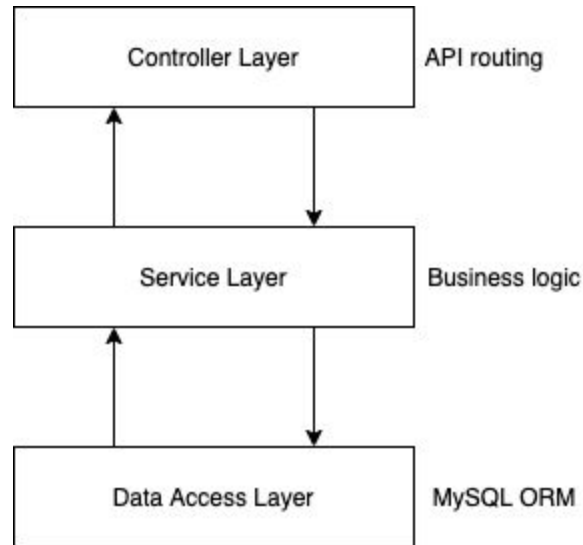 Controller Layer
API routing
Service Layer
Business logic
Data Access Layer
MySQL ORM